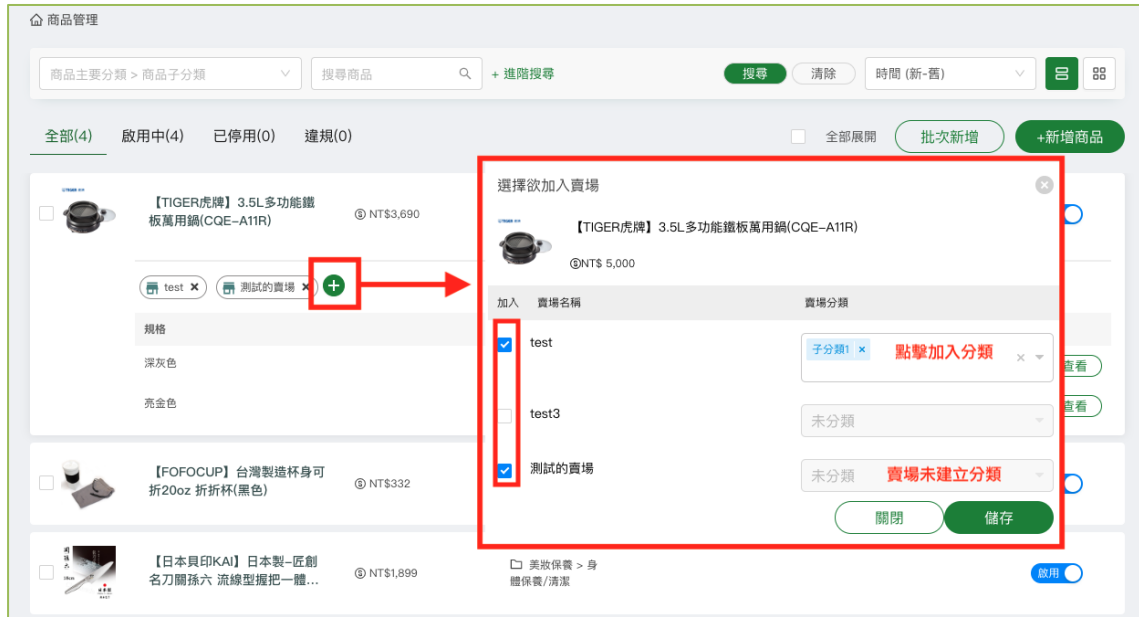 商品管理
商品主要分類 > 商品子分類
搜尋商品
+ 進階搜尋
搜尋
清除
時間 (新-舊)
全部(4)
啟用中(4)
已停用(0)
違規(0)
全部展開
批次新增
+新增商品
【TIGER虎牌】3.5L多功能鐵
板萬用鍋(CQE-A11R)
NT$3,690
test ×
測試的賣場 ×
規格
深灰色
亮金色
選擇欲加入賣場
【TIGER虎牌】3.5L多功能鐵板萬用鍋(CQE-A11R)
NT$ 5,000
加入
賣場名稱
賣場分類
test
子分類1 ×
點擊加入分類
test3
未分類
測試的賣場
未分類
賣場未建立分類
關閉
儲存
查看
查看
【FOFOCUP】台灣製造杯身可
折20oz 折折杯(黑色)
NT$332
【日本貝印KAI】日本製-匠創
名刀關孫六 流線型握把一體...
NT$1,899
美妝保養 > 身
體保養/清潔
啟用